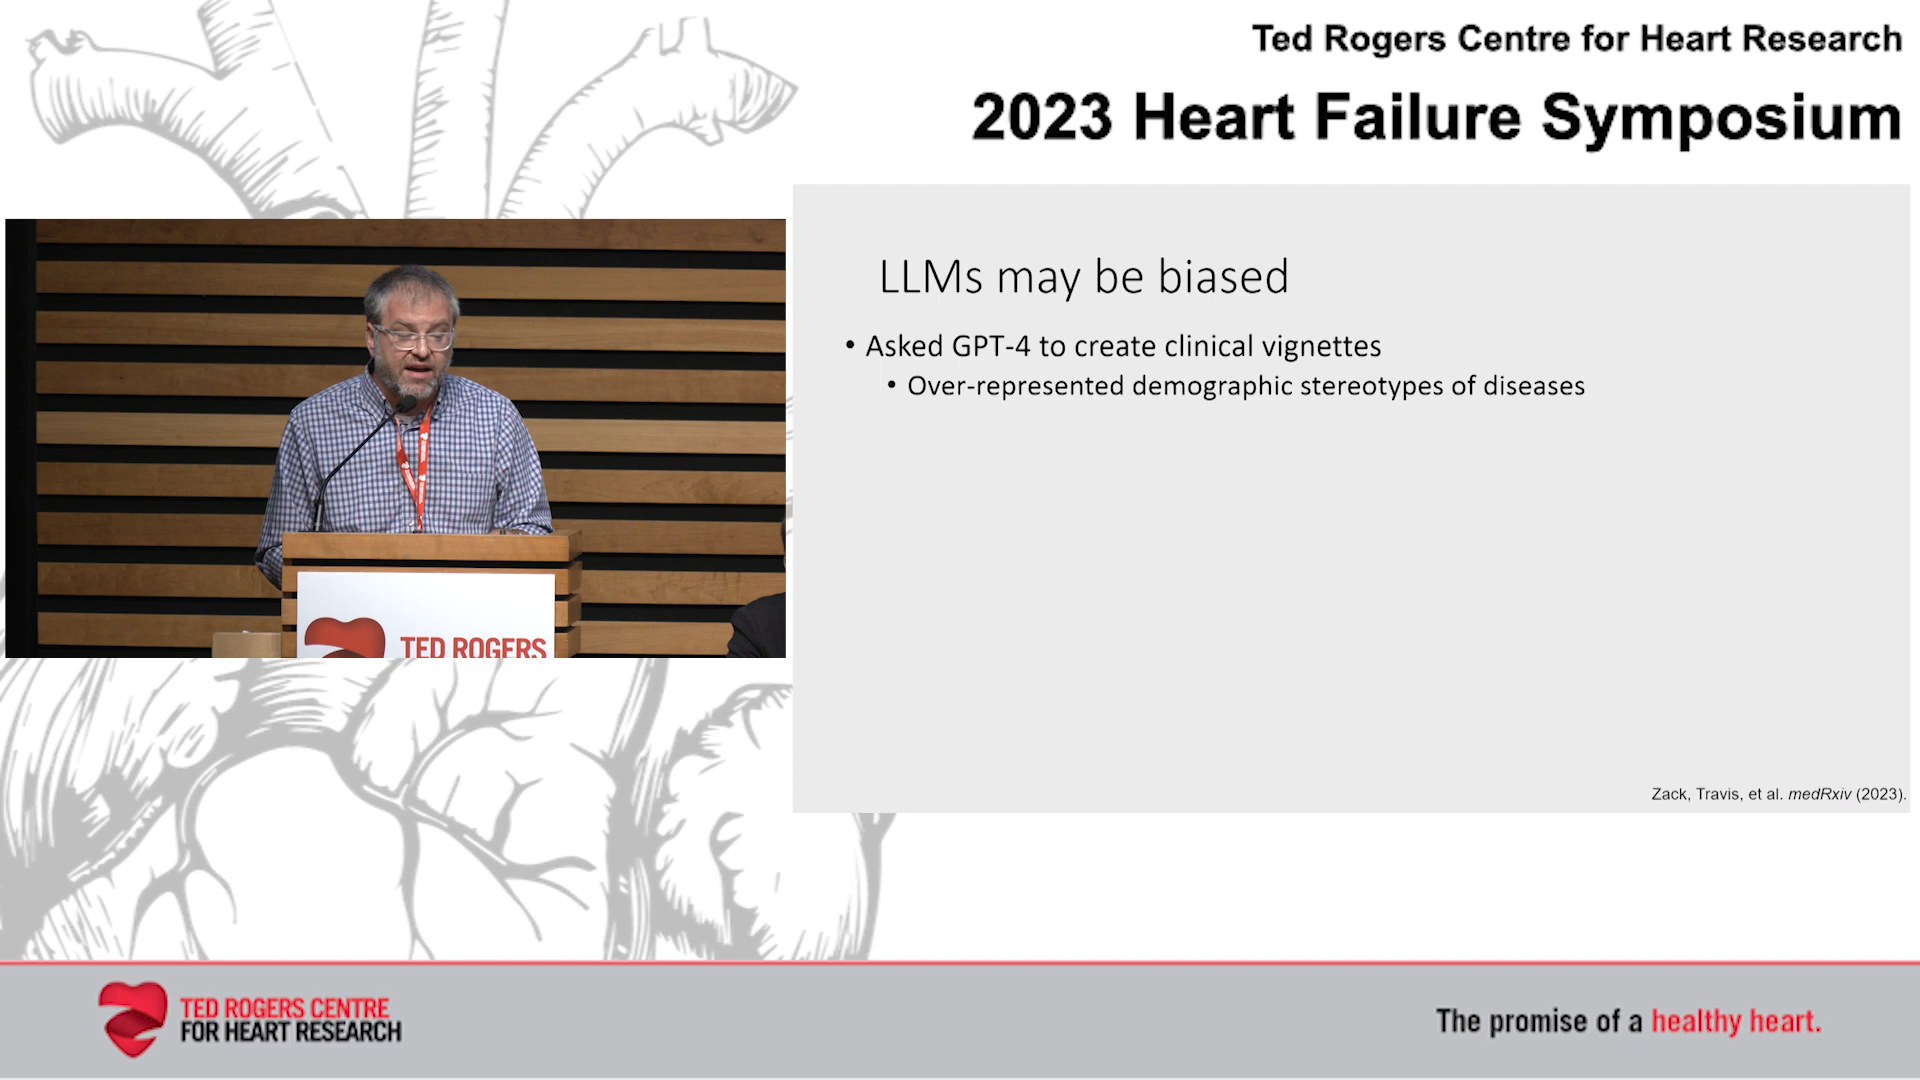 Ted Rogers Centre for Heart Research
2023 Heart Failure Symposium
LLMs may be biased
• Asked GPT-4 to create clinical vignettes
• Over-represented demographic stereotypes of diseases
Zack, Travis, et al. medRxiv (2023).
TED ROGERS
TED ROGERS CENTRE
FOR HEART RESEARCH
The promise of a healthy heart.